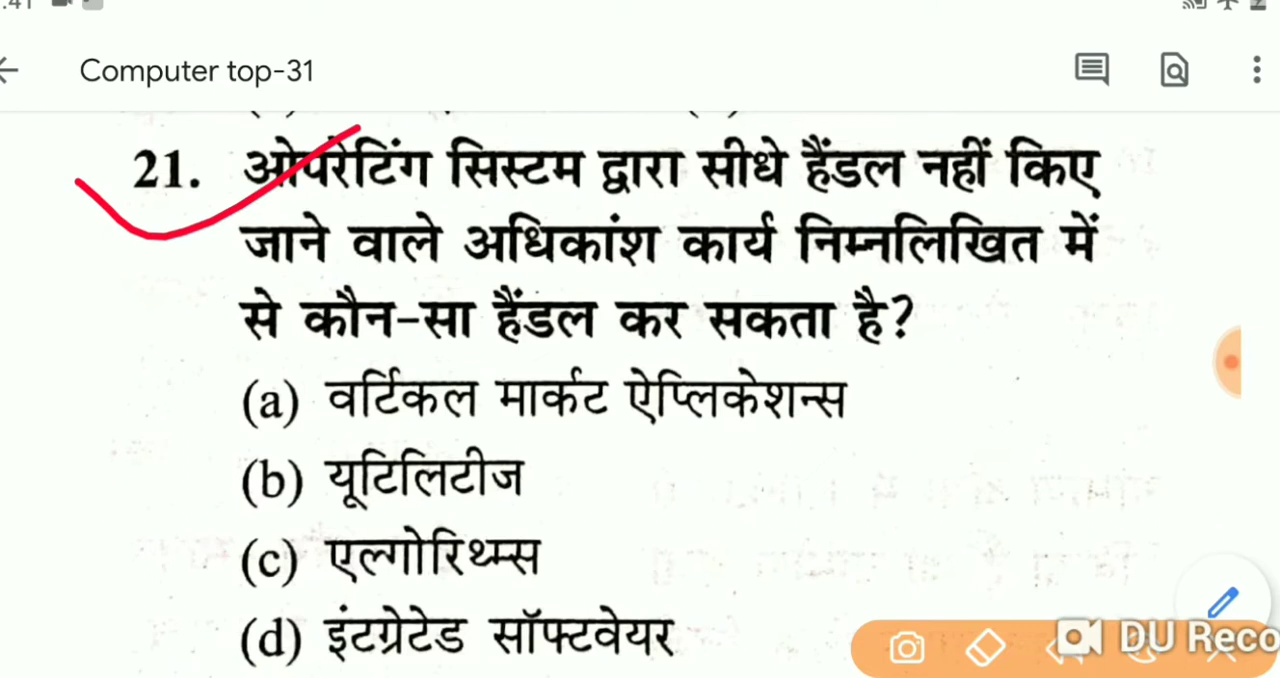 Computer top-31
21. ओपरेटिंग सिस्टम द्वारा सीधे हैंडल नहीं किए
जाने वाले अधिकांश कार्य निम्नलिखित में
से कौन-सा हैंडल कर सकता है?
(a) वर्टिकल मार्कट ऐप्लिकेशन्स
(b) यूटिलिटीज
(c) एल्गोरिथ्म्स
(d) इंटग्रेटेड सॉफ्टवेयर
DU Reco